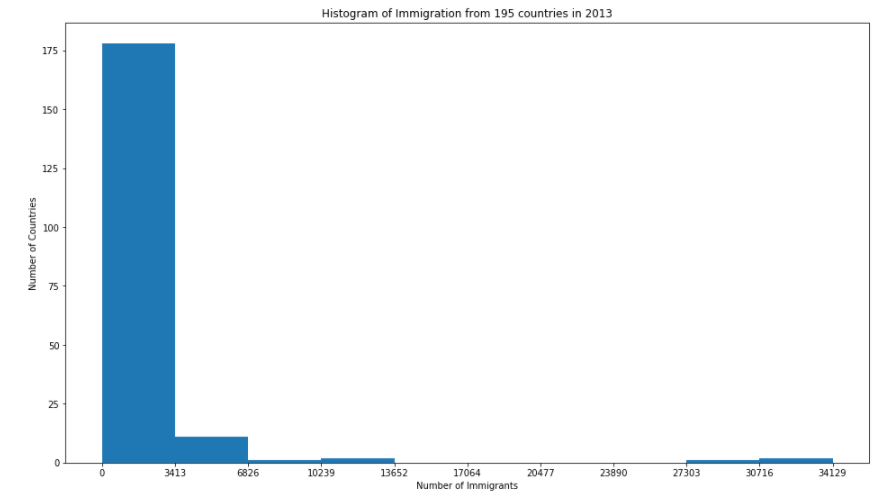 Histogram of Immigration from 195 countries in 2013
175
150
125
100
75
50
25
0
Number of Countries
0 3413 6826 10239 13652 17064 20477 23890 27303 30716 34129
Number of Immigrants